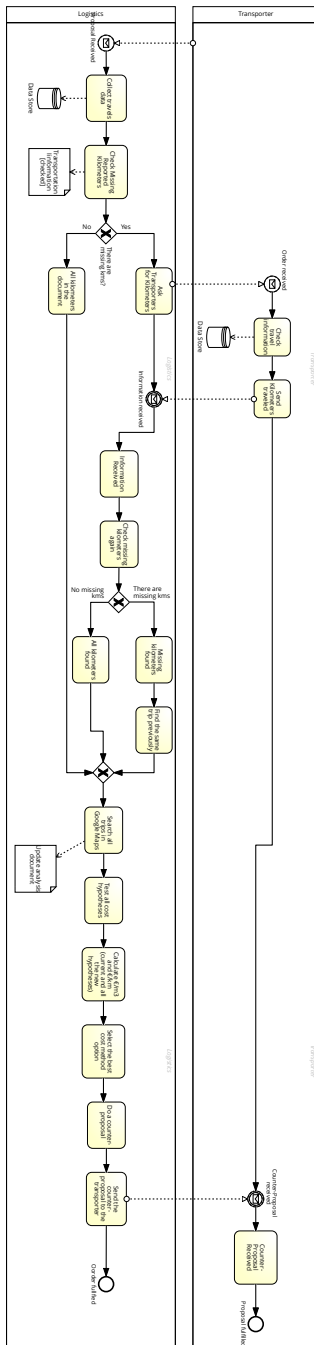 Logistics
Transporter
Proposal Received
Collect travels
data
Data Store
Check Missing
Reported
Kilometers
Transportation
information
[checked]
No
Yes
There are
missing kms?
All kilometers
in the
document
Ask
Transporters
for Kilometers
Order received
Check
travel
information
Data Store
Send
Kilometers
traveled
Logistics
Transporter
Information received
Information
Received
Check missing
kilometers
again
No missing
kms
There are
missing kms
All kilometers
found
Missing
kilometers
found
Find the same
trip previously
Search all
trips in
Google Maps
Update analysis
document
Test all cost
hypotheses
Calculate €/m3
and €/km
(current and all
the new
hypotheses)
Select the best
cost method
option
Logistics
Transporter
Do a counter-
proposal
Send the
counter-
proposal to the
transporter
Oorder fullfied
Counter-Proposal
received
Counter-
Proposal
Received
Proposal fulfilled